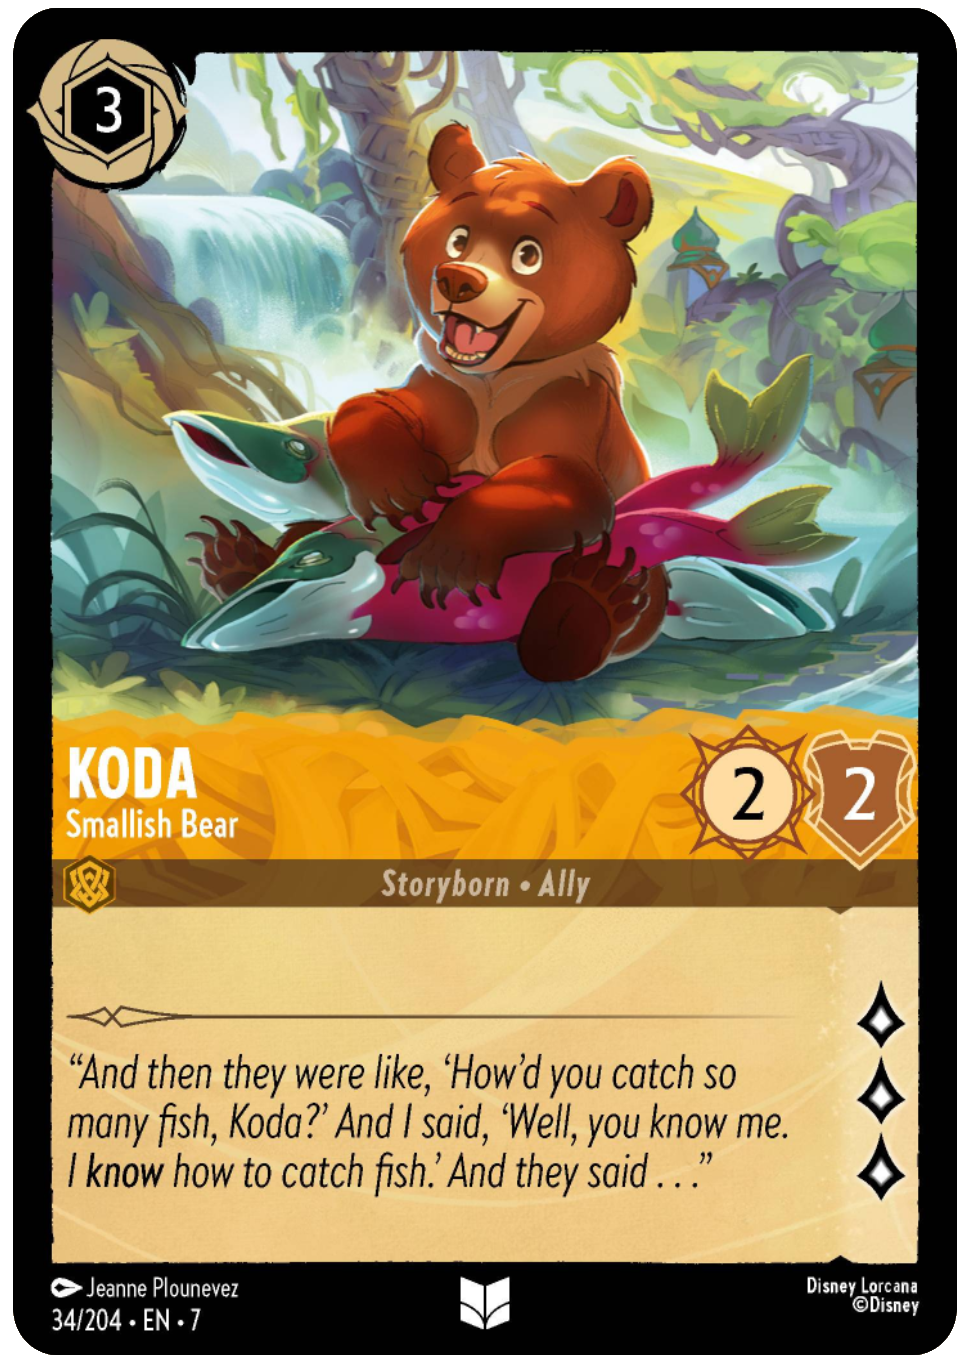 3
KODA
Smallish Bear
2
2
Storyborn • Ally
“And then they were like, ‘How’d you catch so
many fish, Koda?’ And I said, ‘Well, you know me.
I know how to catch fish.’ And they said . . .”
Jeanne Plounevez
34/204 • EN • 7
Disney Lorcana
©Disney